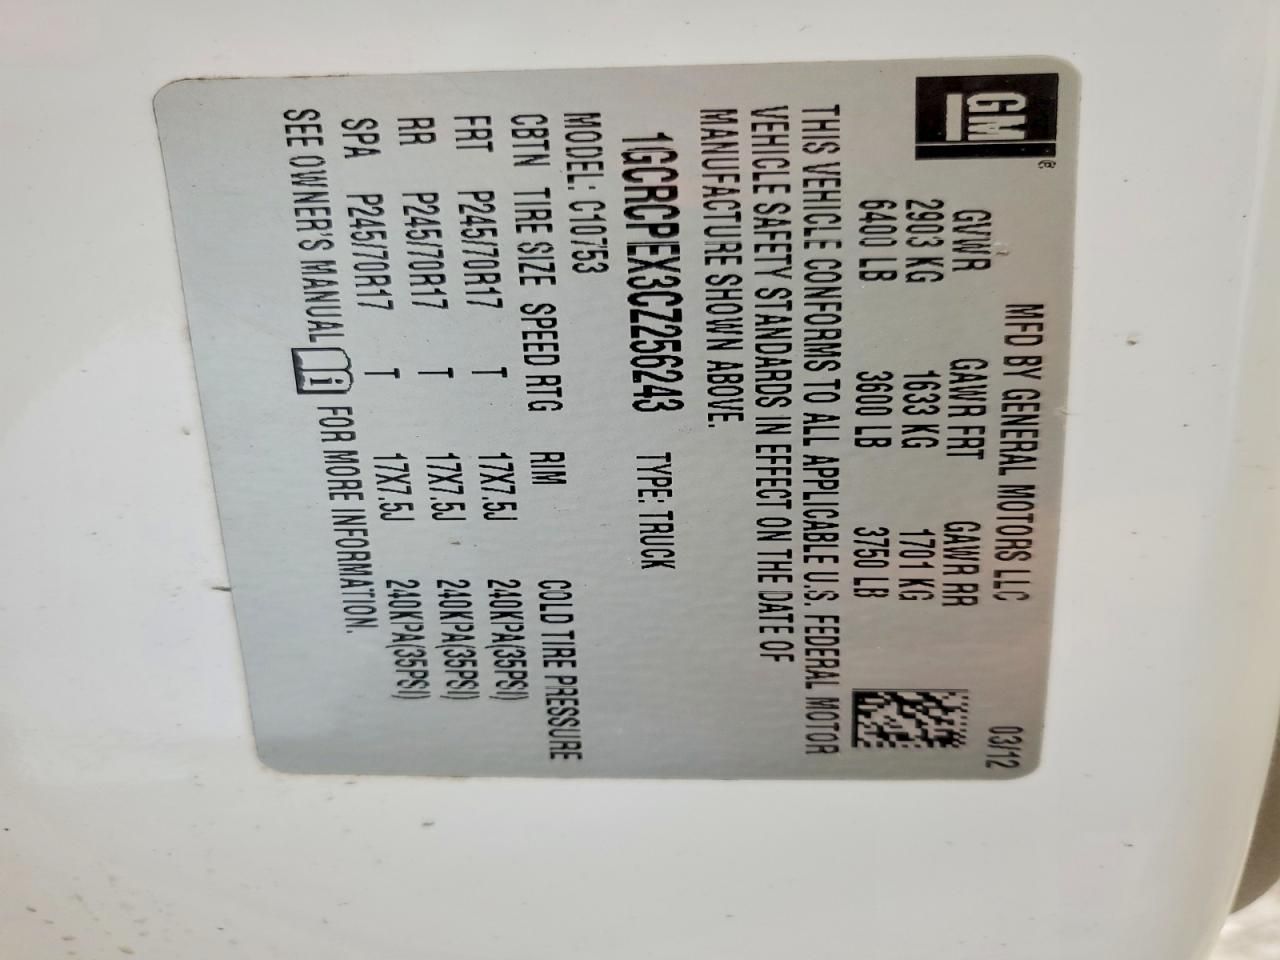 GM ®
MFD BY GENERAL MOTORS LLC 03/12
GVWR GAWR FRT GAWR RR
2903 KG 1633 KG 1701 KG
6400 LB 3600 LB 3750 LB
THIS VEHICLE CONFORMS TO ALL APPLICABLE U.S. FEDERAL MOTOR
VEHICLE SAFETY STANDARDS IN EFFECT ON THE DATE OF
MANUFACTURE SHOWN ABOVE.
1GCRCPEX3CZ256243 TYPE: TRUCK
MODEL: C10753
CBTN TIRE SIZE SPEED RTG RIM COLD TIRE PRESSURE
FRT P245/70R17 T 17X7.5J 240KPA(35PSI)
RR P245/70R17 T 17X7.5J 240KPA(35PSI)
SPA P245/70R17 T 17X7.5J 240KPA(35PSI)
SEE OWNER'S MANUAL i FOR MORE INFORMATION.